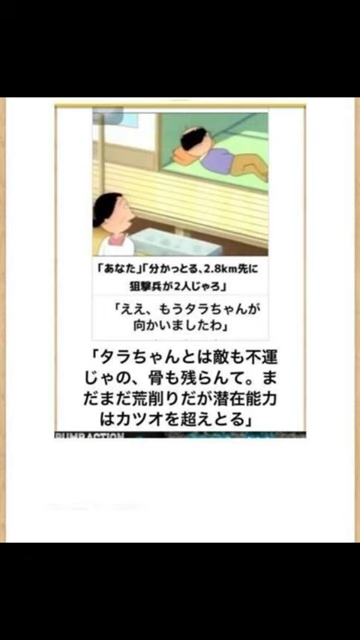 「あなた」「分かっとる、2.8km先に
狙撃兵が2人じゃろ」
「ええ、もうタラちゃんが
向かいましたわ」
「タラちゃんとは敵も不運
じゃの、骨も残らんて。ま
だまだ荒削りだが潜在能力
はカツオを超えとる」